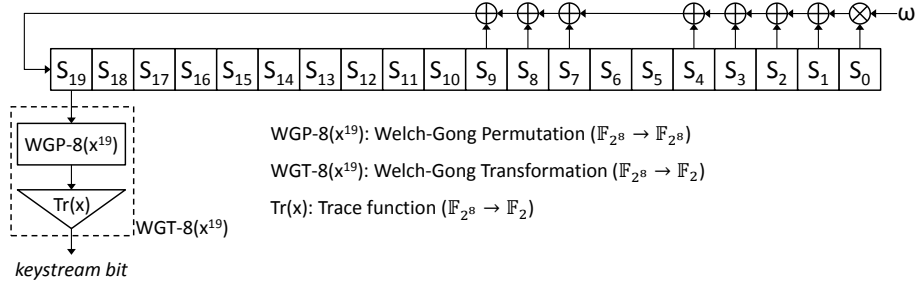 ω
S₁₉ S₁₈ S₁₇ S₁₆ S₁₅ S₁₄ S₁₃ S₁₂ S₁₁ S₁₀ S₉ S₈ S₇ S₆ S₅ S₄ S₃ S₂ S₁ S₀
WGP-8(x¹⁹)
Tr(x)
WGT-8(x¹⁹)
keystream bit
WGP-8(x¹⁹): Welch-Gong Permutation (𝔽₂⁸ → 𝔽₂⁸)
WGT-8(x¹⁹): Welch-Gong Transformation (𝔽₂⁸ → 𝔽₂)
Tr(x): Trace function (𝔽₂⁸ → 𝔽₂)